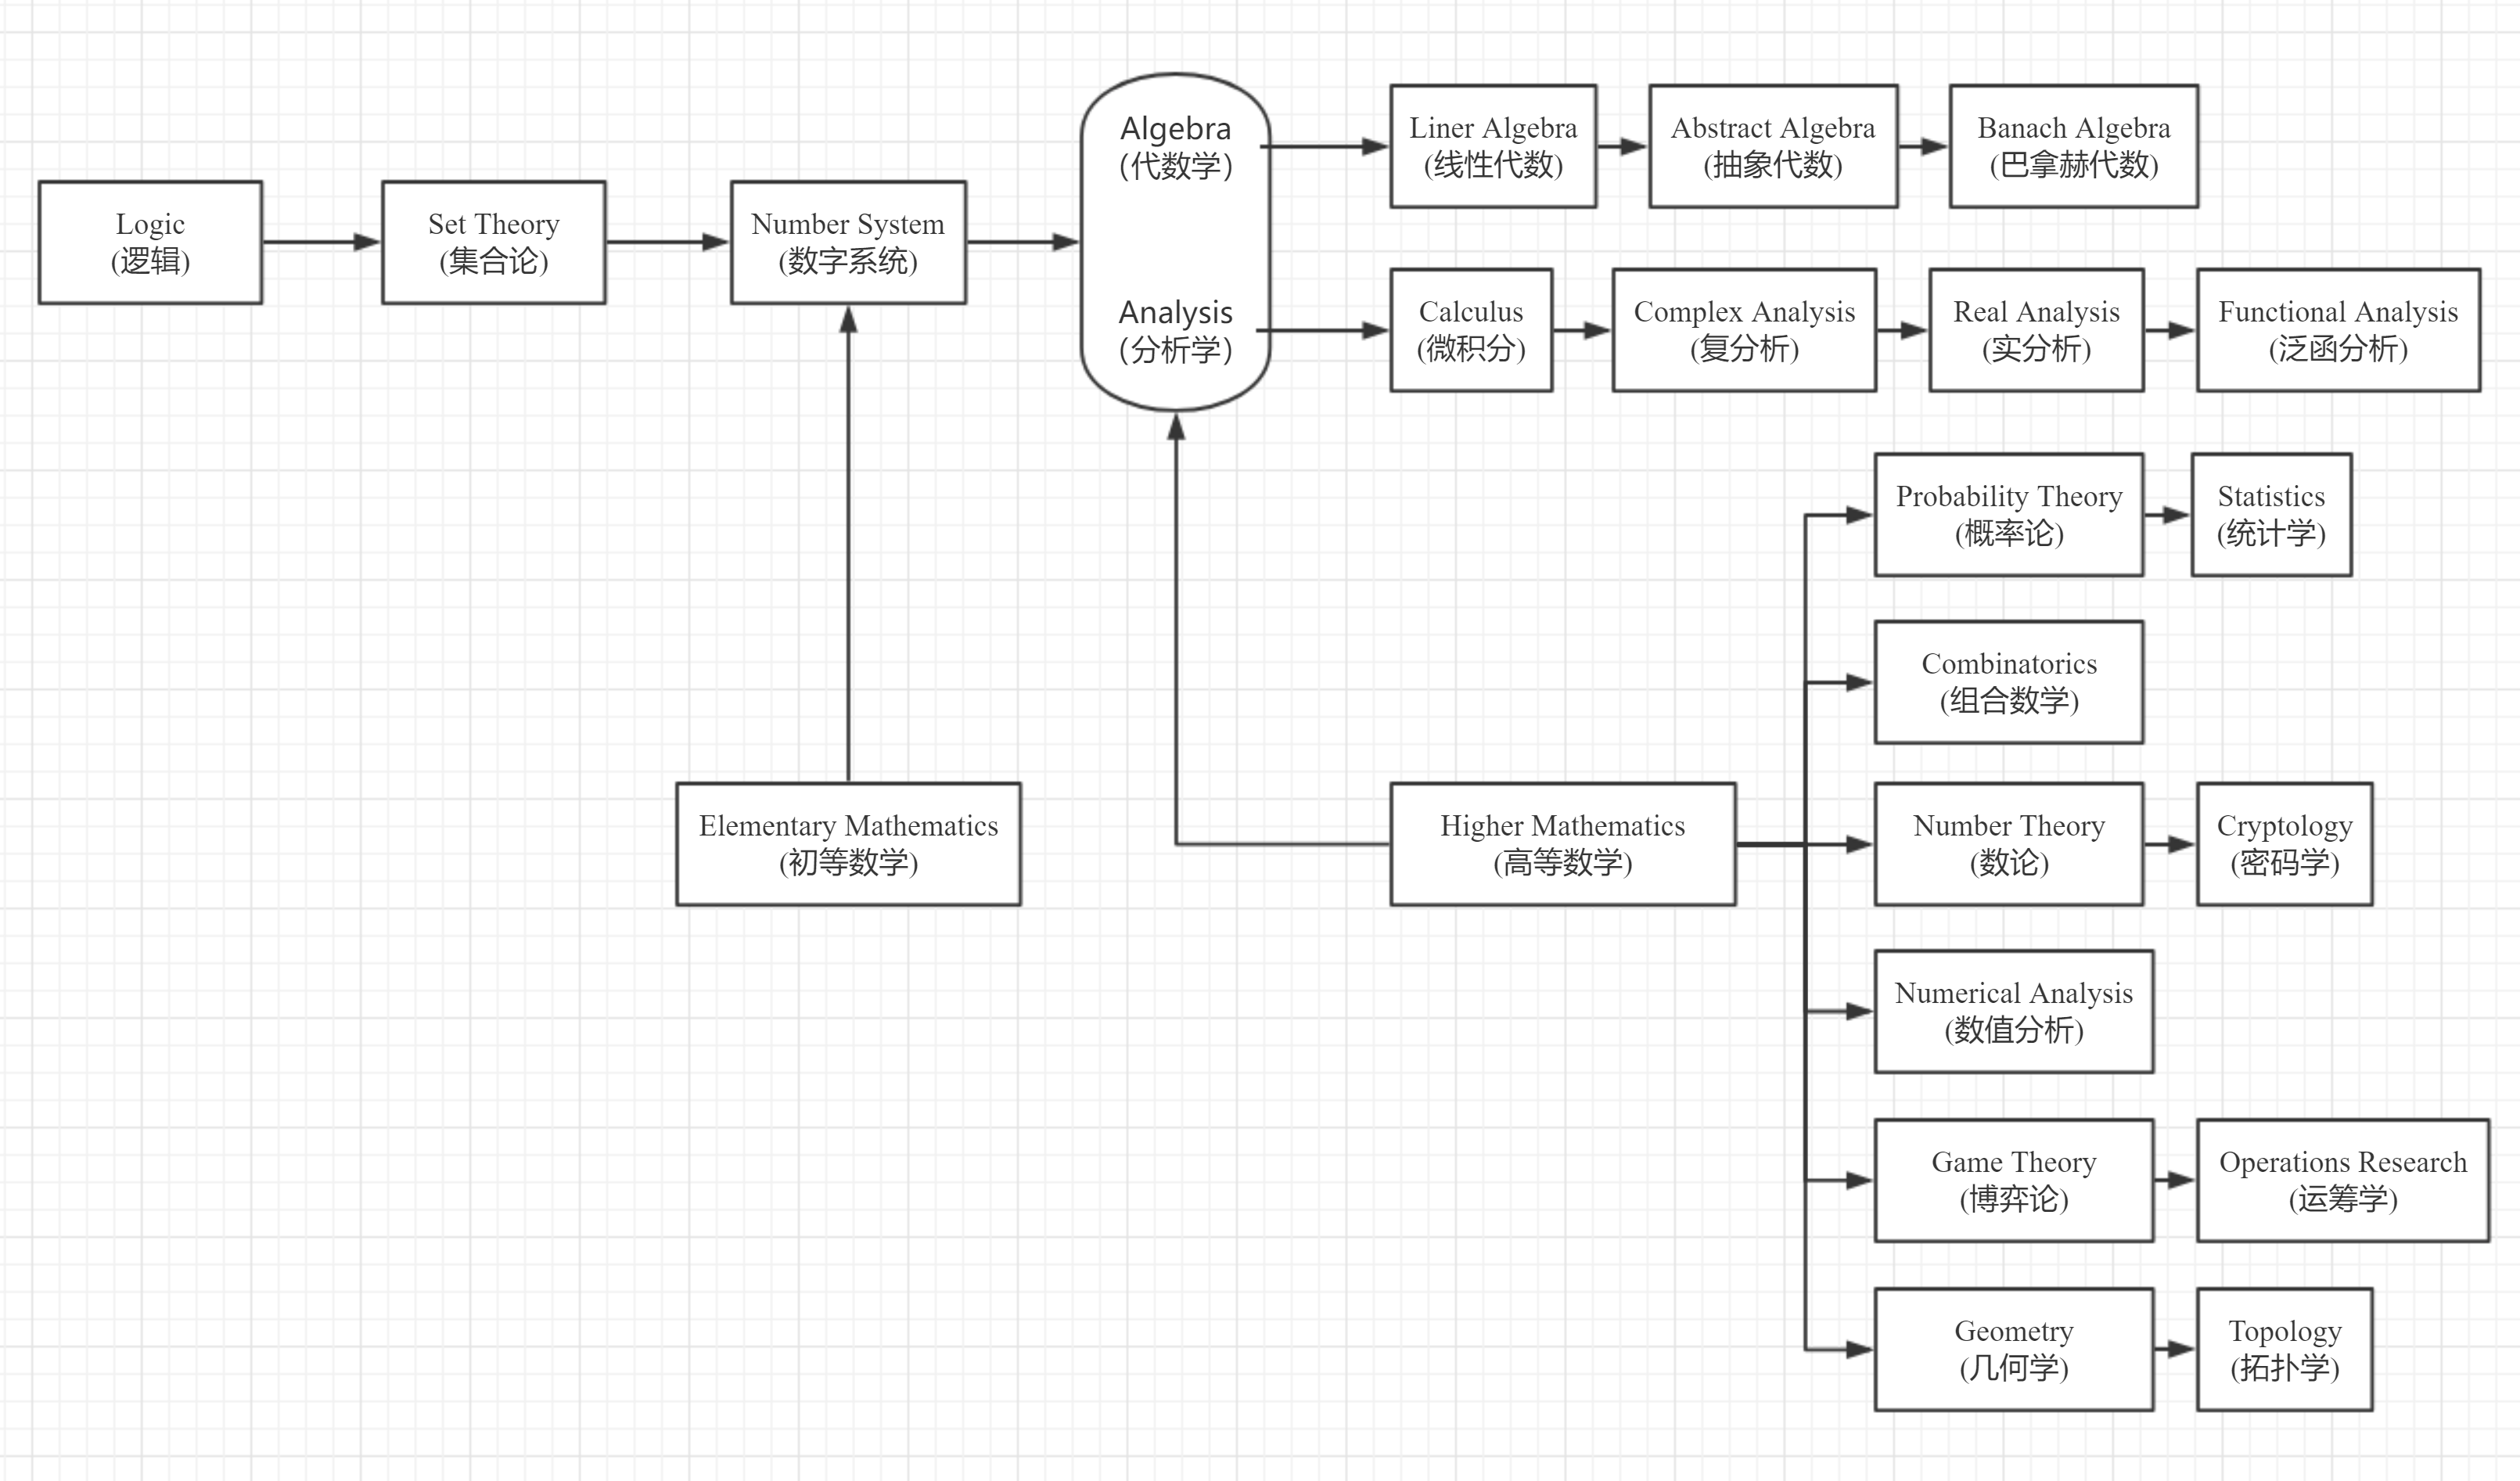 Logic
(逻辑)
Set Theory
(集合论)
Number System
(数字系统)
Algebra
(代数学)
Analysis
(分析学)
Liner Algebra
(线性代数)
Abstract Algebra
(抽象代数)
Banach Algebra
(巴拿赫代数)
Calculus
(微积分)
Complex Analysis
(复分析)
Real Analysis
(实分析)
Functional Analysis
(泛函分析)
Probability Theory
(概率论)
Statistics
(统计学)
Combinatorics
(组合数学)
Elementary Mathematics
(初等数学)
Higher Mathematics
(高等数学)
Number Theory
(数论)
Cryptology
(密码学)
Numerical Analysis
(数值分析)
Game Theory
(博弈论)
Operations Research
(运筹学)
Geometry
(几何学)
Topology
(拓扑学)